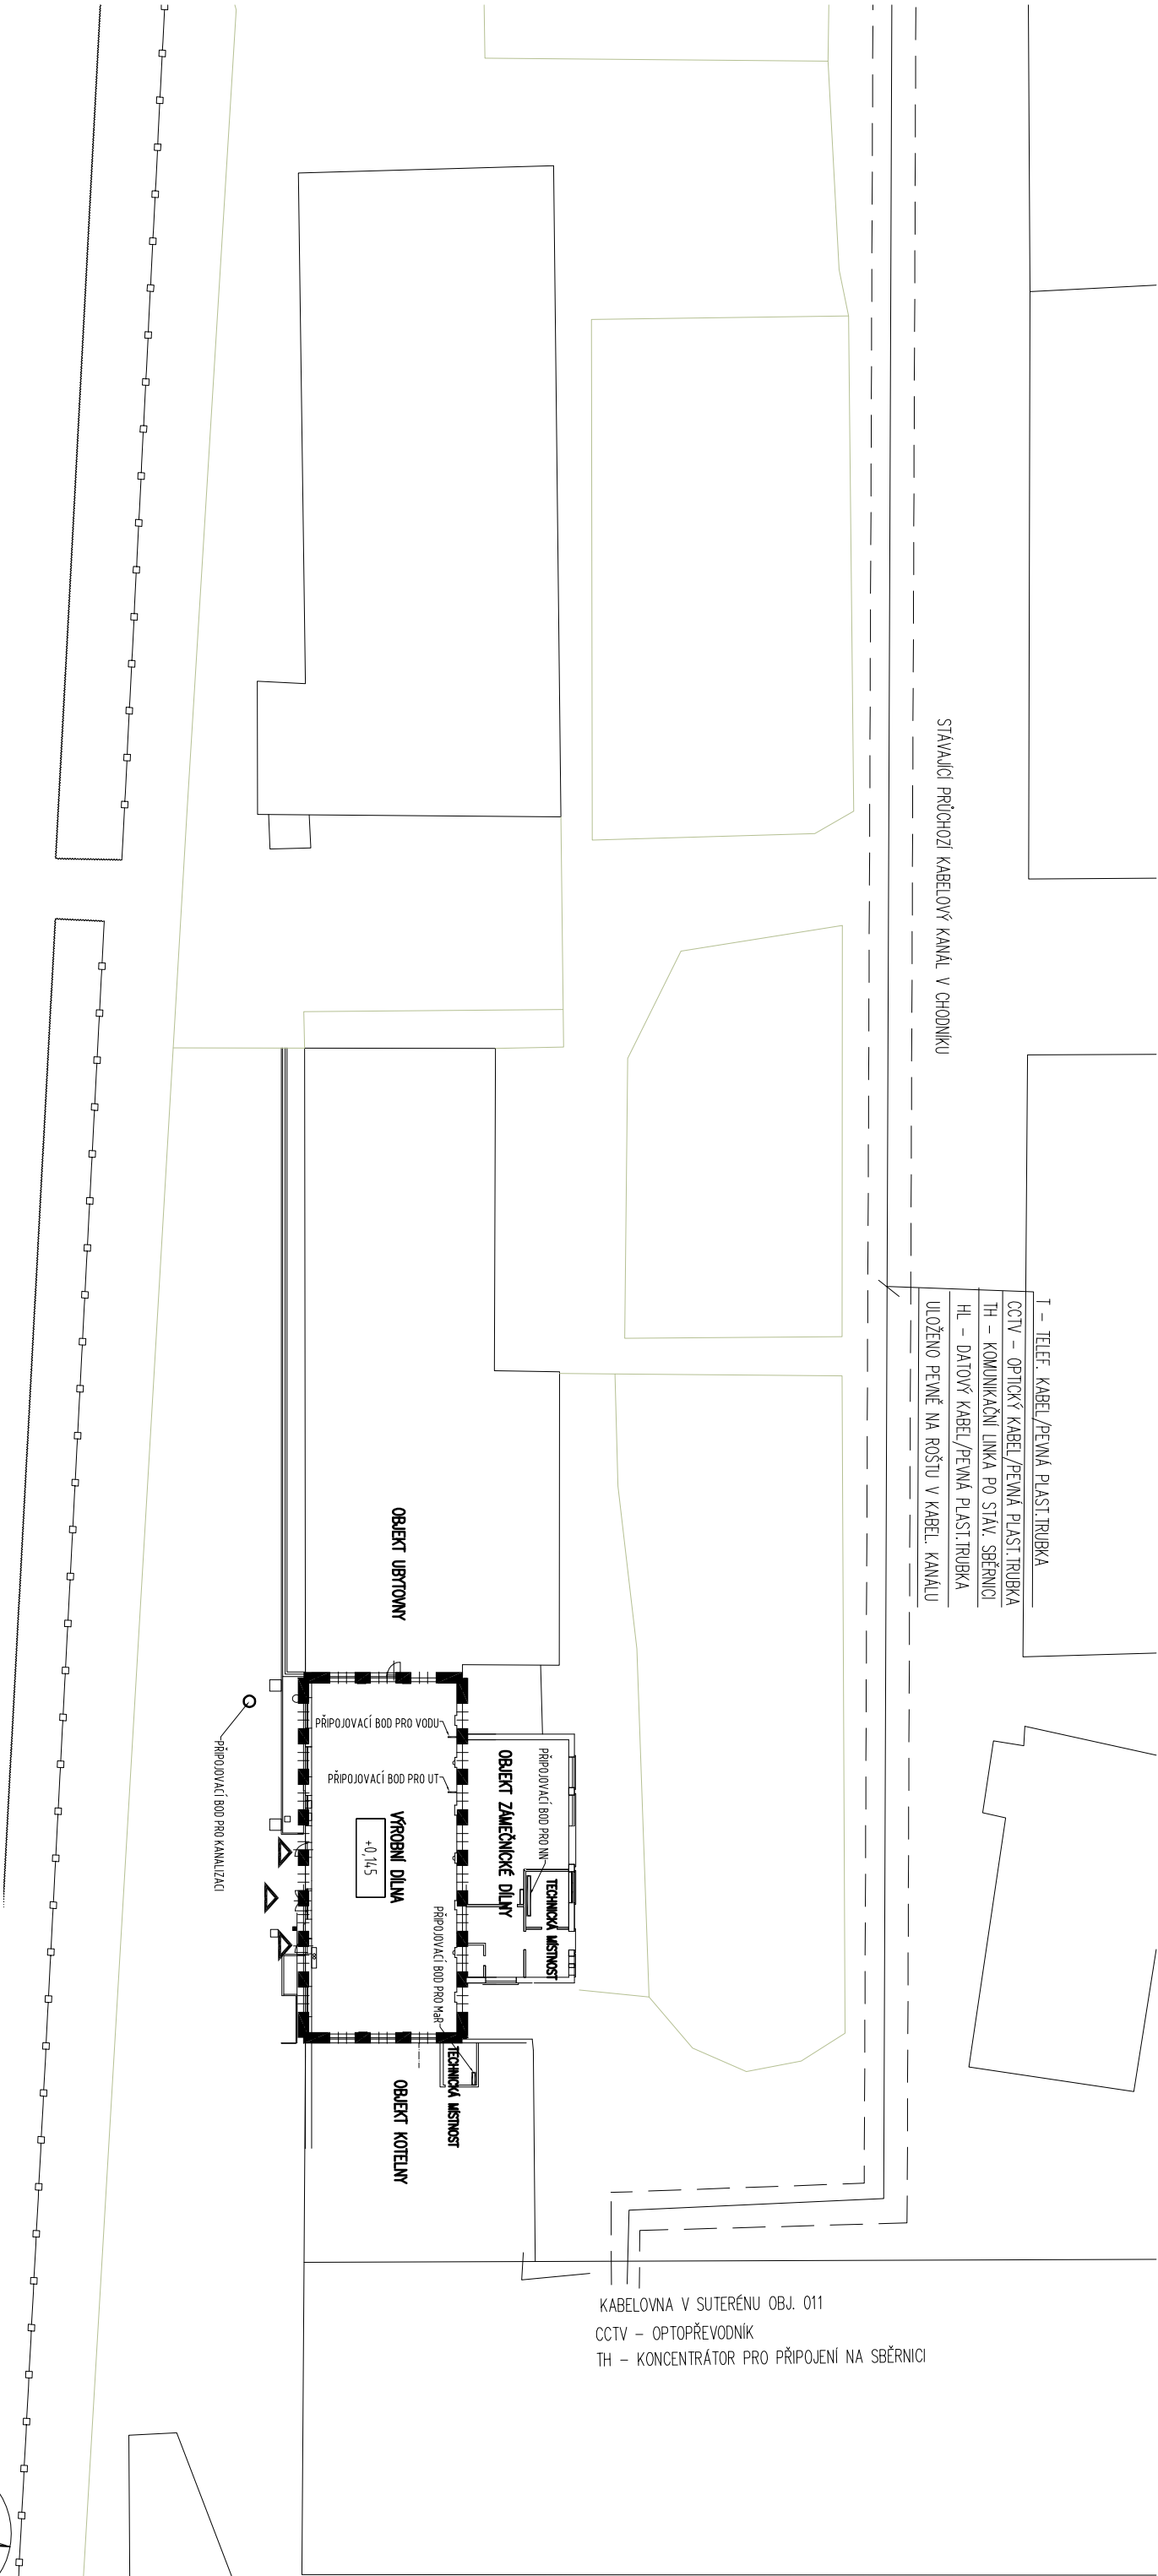 STÁVAJÍCÍ PRŮCHOZÍ KABELOVÝ KANÁL V CHODNÍKU
T - TELEF. KABEL/PEVNÁ PLAST.TRUBKA
CCTV - OPTICKÝ KABEL/PEVNÁ PLAST.TRUBKA
TH - KOMUNIKAČNÍ LINKA PO STÁV. SBĚRNICI
HL - DATOVÝ KABEL/PEVNÁ PLAST.TRUBKA
ULOŽENO PEVNĚ NA ROŠTU V KABEL. KANÁLU
OBJEKT UBYTOVNY
PŘIPOJOVACÍ BOD PRO VODU
PŘIPOJOVACÍ BOD PRO UT
PŘIPOJOVACÍ BOD PRO KANALIZACI
VÝROBNÍ DÍLNA
+0,145
OBJEKT ZÁMEČNICKÉ DÍLNY
PŘIPOJOVACÍ BOD PRO NN
TECHNICKÁ MÍSTNOST
PŘIPOJOVACÍ BOD PRO MaR
TECHNICKÁ MÍSTNOST
OBJEKT KOTELNY
KABELOVNA V SUTERÉNU OBJ. 011
CCTV - OPTOPŘEVODNÍK
TH - KONCENTRÁTOR PRO PŘIPOJENÍ NA SBĚRNICI